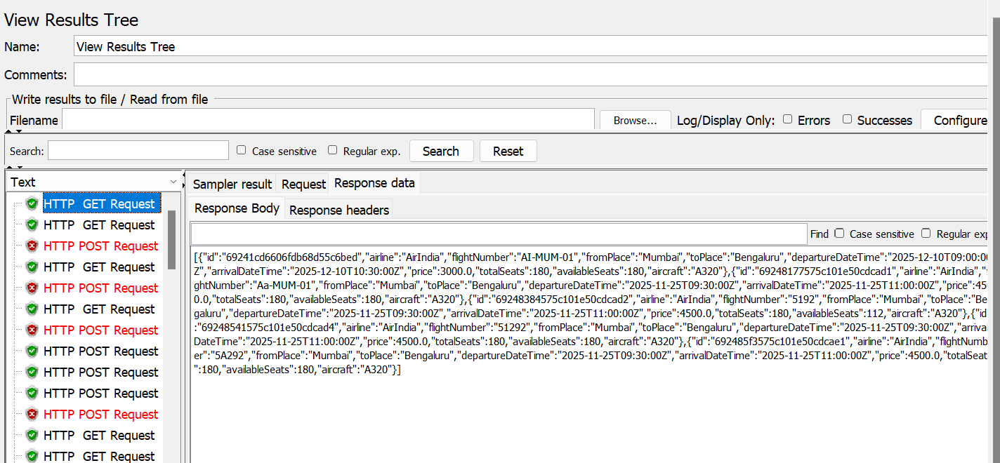 View Results Tree
Name: View Results Tree
Comments:
Write results to file / Read from file
Filename Browse... Log/Display Only: Errors Successes Configure
Search: Case sensitive Regular exp. Search Reset
Text
HTTP  GET Request
HTTP  GET Request
HTTP POST Request
HTTP  GET Request
HTTP POST Request
HTTP  GET Request
HTTP POST Request
HTTP POST Request
HTTP POST Request
HTTP POST Request
HTTP POST Request
HTTP  GET Request
HTTP  GET Request
Sampler result Request Response data
Response Body Response headers
Find Case sensitive Regular exp
[{"id":"69241cd6606fdb68d55c6bed","airline":"AirIndia","flightNumber":"AI-MUM-01","fromPlace":"Mumbai","toPlace":"Bengaluru","departureDateTime":"2025-12-10T09:00:00
Z","arrivalDateTime":"2025-12-10T10:30:00Z","price":3000.0,"totalSeats":180,"availableSeats":180,"aircraft":"A320"},{"id":"69248177575c101e50cdcad1","airline":"AirIndia","
ghtNumber":"Aa-MUM-01","fromPlace":"Mumbai","toPlace":"Bengaluru","departureDateTime":"2025-11-25T09:30:00Z","arrivalDateTime":"2025-11-25T11:00:00Z","price":45
0.0,"totalSeats":180,"availableSeats":180,"aircraft":"A320"},{"id":"69248384575c101e50cdcad2","airline":"AirIndia","flightNumber":"5192","fromPlace":"Mumbai","toPlace":"Be
galuru","departureDateTime":"2025-11-25T09:30:00Z","arrivalDateTime":"2025-11-25T11:00:00Z","price":4500.0,"totalSeats":180,"availableSeats":112,"aircraft":"A320"},{"id
:"69248541575c101e50cdcad4","airline":"AirIndia","flightNumber":"51292","fromPlace":"Mumbai","toPlace":"Bengaluru","departureDateTime":"2025-11-25T09:30:00Z","arriva
DateTime":"2025-11-25T11:00:00Z","price":4500.0,"totalSeats":180,"availableSeats":180,"aircraft":"A320"},{"id":"692485f3575c101e50cdcae1","airline":"AirIndia","flightNumb
er":"5A292","fromPlace":"Mumbai","toPlace":"Bengaluru","departureDateTime":"2025-11-25T09:30:00Z","arrivalDateTime":"2025-11-25T11:00:00Z","price":4500.0,"totalSeat
":180,"availableSeats":180,"aircraft":"A320"}]